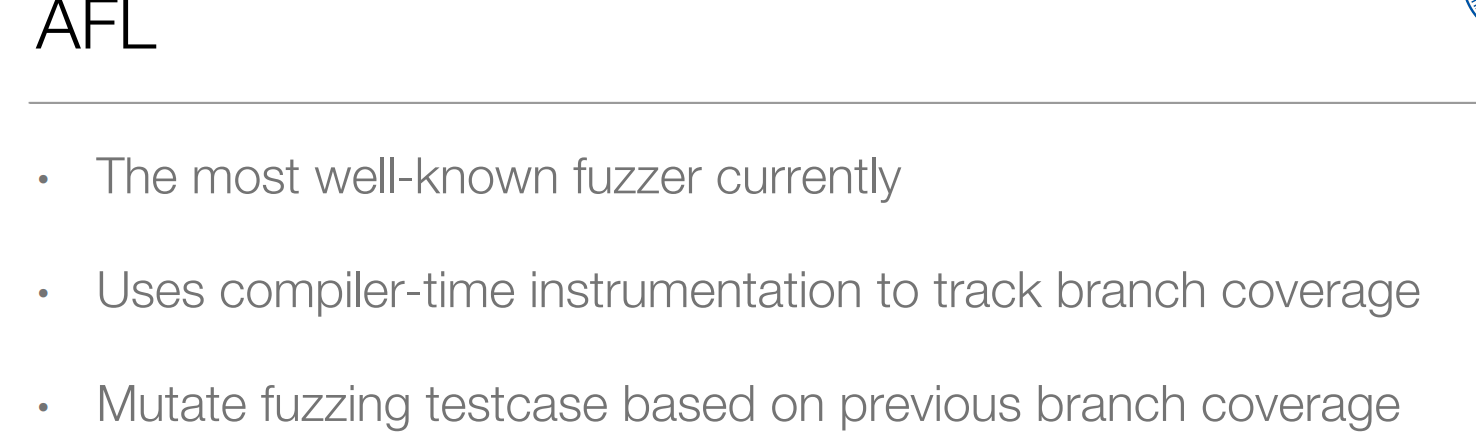 AFL
• The most well-known fuzzer currently
• Uses compiler-time instrumentation to track branch coverage
• Mutate fuzzing testcase based on previous branch coverage